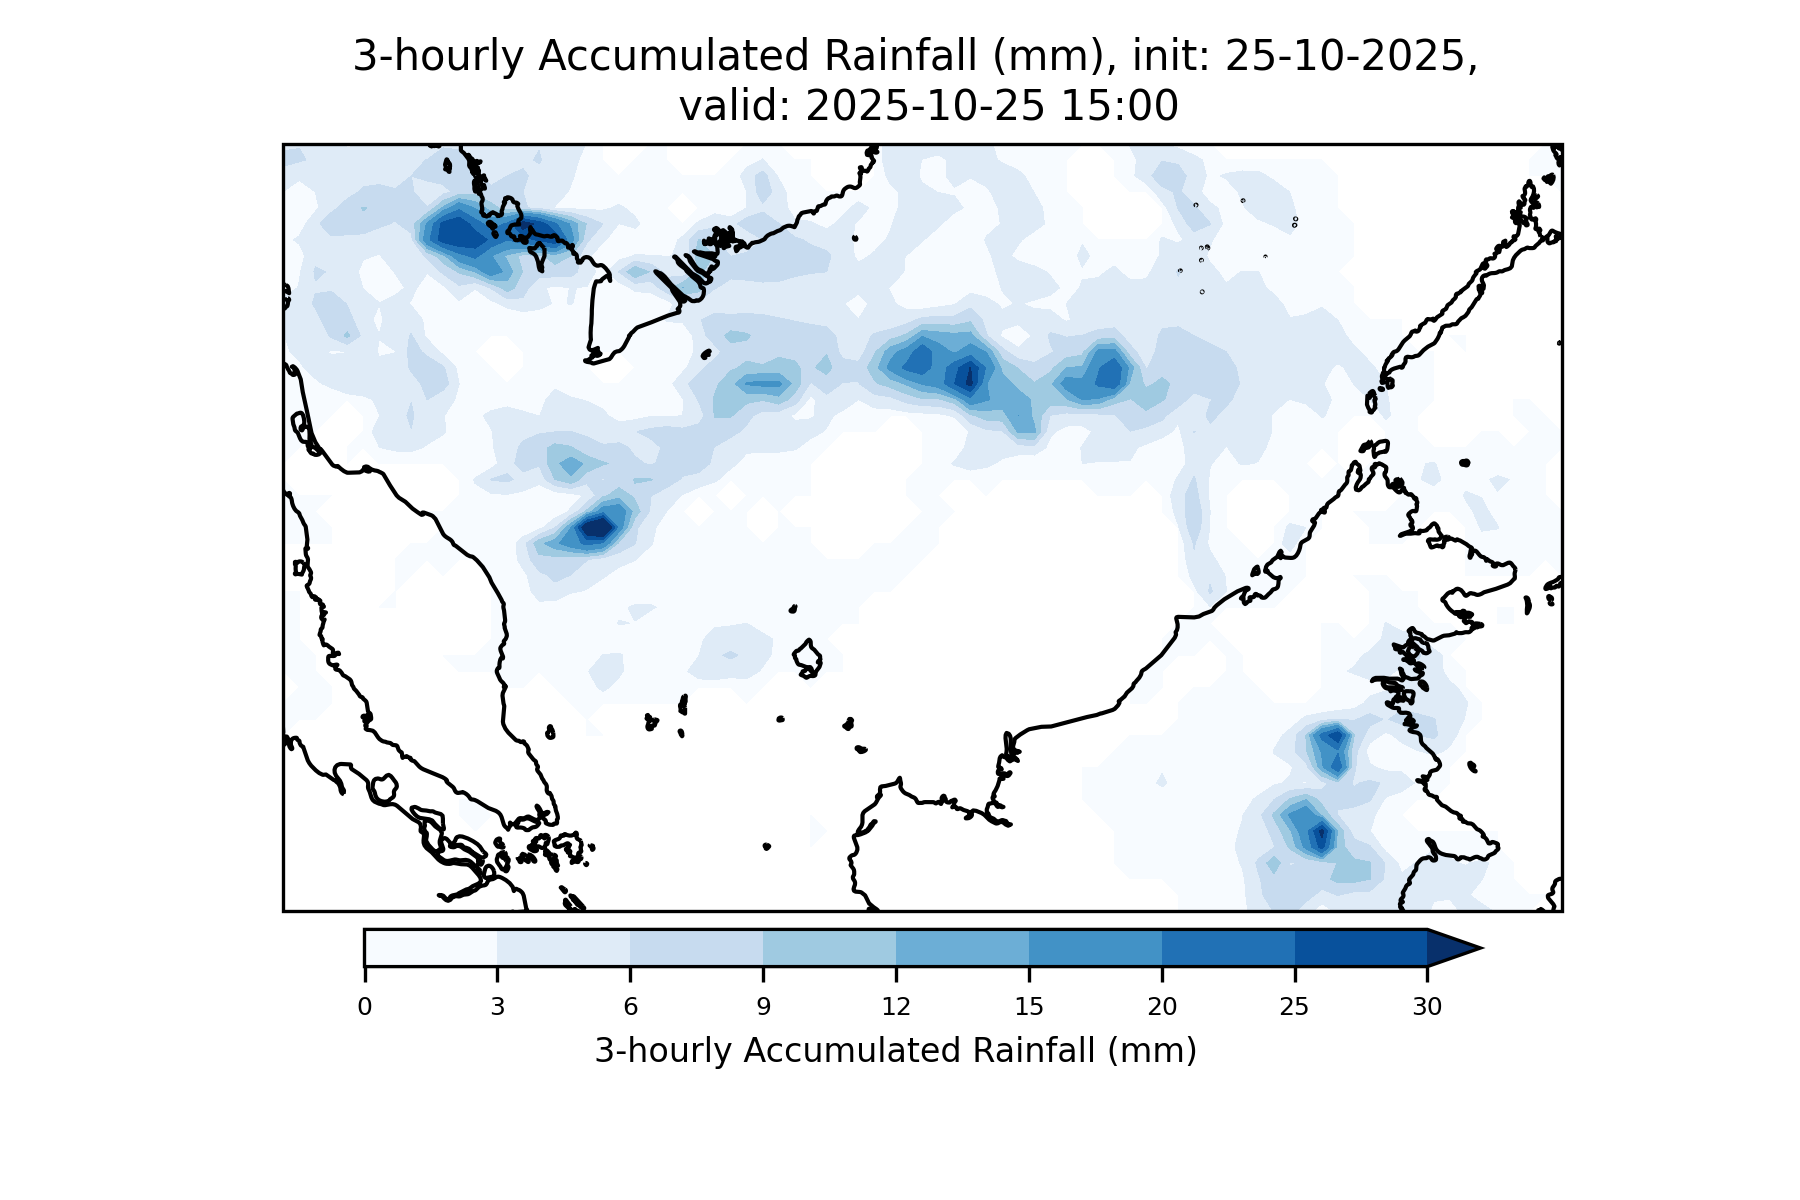 3-hourly Accumulated Rainfall (mm), init: 25-10-2025,
valid: 2025-10-25 15:00
0 3 6 9 12 15 20 25 30
3-hourly Accumulated Rainfall (mm)